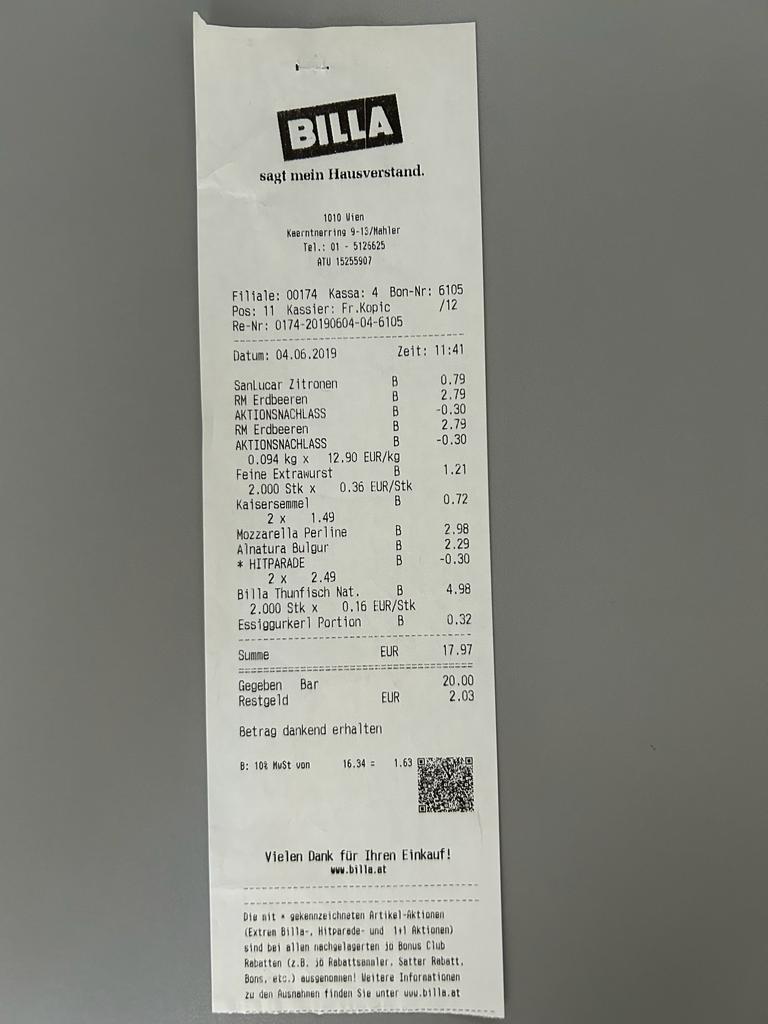 BILLA
sagt mein Hausverstand.
1010 Wien
Kaerntnerring 9-13/Mahler
Tel.: 01 - 5126625
ATU 15255907
Filiale: 00174 Kassa: 4 Bon-Nr: 6105
Pos: 11 Kassier: Fr.Kopic /12
Re-Nr: 0174-20190604-04-6105
Datum: 04.06.2019 Zeit: 11:41
SanLucar Zitronen B 0.79
RM Erdbeeren B 2.79
AKTIONSNACHLASS B -0.30
RM Erdbeeren B 2.79
AKTIONSNACHLASS B -0.30
0.094 kg x 12.90 EUR/kg
Feine Extrawurst B 1.21
2.000 Stk x 0.36 EUR/Stk
Kaisersemmel B 0.72
2 x 1.49
Mozzarella Perline B 2.98
Alnatura Bulgur B 2.29
* HITPARADE B -0.30
2 x 2.49
Billa Thunfisch Nat. B 4.98
2.000 Stk x 0.16 EUR/Stk
Essiggurkerl Portion B 0.32
Summe EUR 17.97
Gegeben Bar 20.00
Restgeld EUR 2.03
Betrag dankend erhalten
B: 10% MwSt von 16.34 = 1.63
Vielen Dank für Ihren Einkauf!
www.billa.at
Die mit * gekennzeichneten Artikel-Aktionen
(Extrem Billa-, Hitparade- und 1+1 Aktionen)
sind bei allen nachgelagerten jö Bonus Club
Rabatten (z.B. jö Rabattsammler, Satter Rabatt,
Bons, etc.) ausgenommen! Weitere Informationen
zu den Ausnahmen finden Sie unter www.billa.at